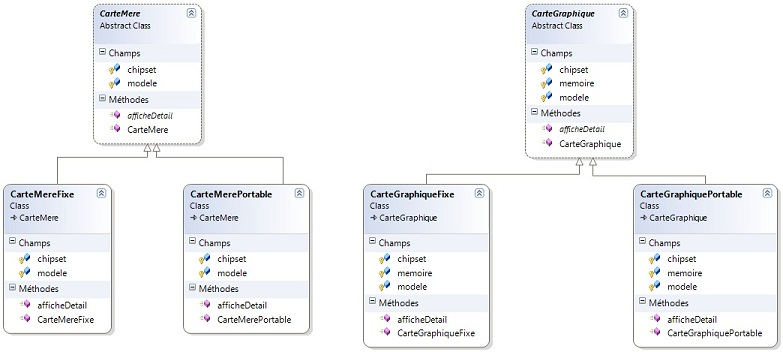 CarteMere
Abstract Class
Champs
chipset
modele
Méthodes
afficheDetail
CarteMere
CarteGraphique
Abstract Class
Champs
chipset
memoire
modele
Méthodes
afficheDetail
CarteGraphique
CarteMereFixe
Class
CarteMere
Champs
chipset
modele
Méthodes
afficheDetail
CarteMereFixe
CarteMerePortable
Class
CarteMere
Champs
chipset
modele
Méthodes
afficheDetail
CarteMerePortable
CarteGraphiqueFixe
Class
CarteGraphique
Champs
chipset
memoire
modele
Méthodes
afficheDetail
CarteGraphiqueFixe
CarteGraphiquePortable
Class
CarteGraphique
Champs
chipset
memoire
modele
Méthodes
afficheDetail
CarteGraphiquePortable